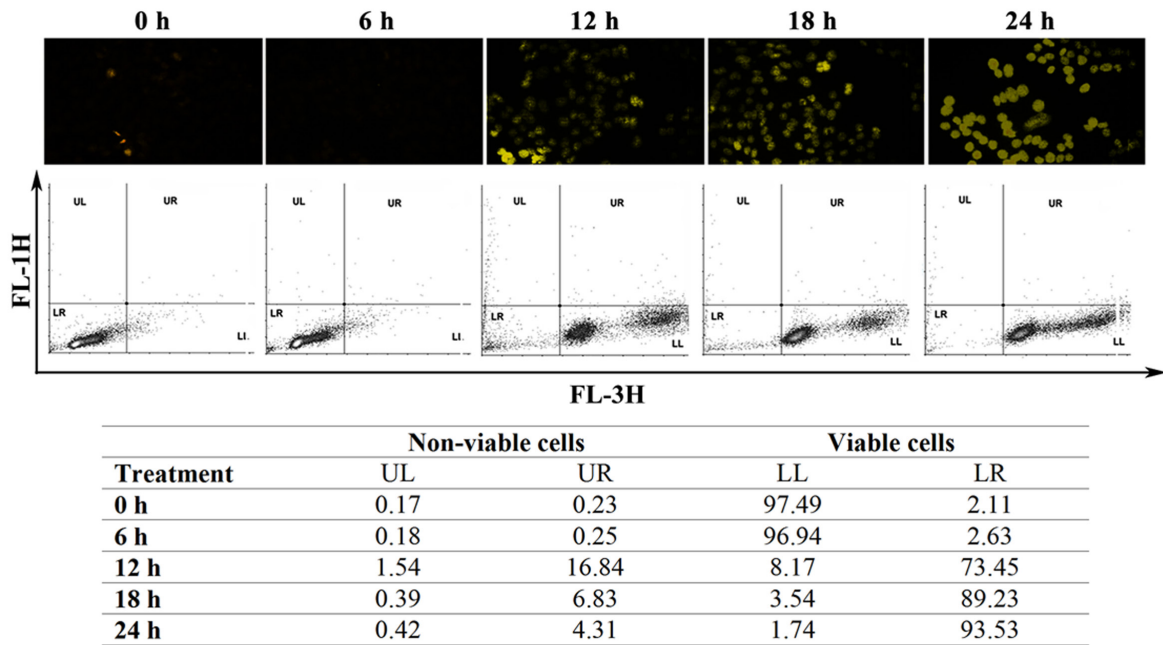 0 h 6 h 12 h 18 h 24 h
FL-1H
UL UR UL UR UL UR UL UR UL UR
LR LR LR LR LR
LL LL LL LL LL
FL-3H
Non-viable cells Viable cells
Treatment UL UR LL LR
0 h 0.17 0.23 97.49 2.11
6 h 0.18 0.25 96.94 2.63
12 h 1.54 16.84 8.17 73.45
18 h 0.39 6.83 3.54 89.23
24 h 0.42 4.31 1.74 93.53